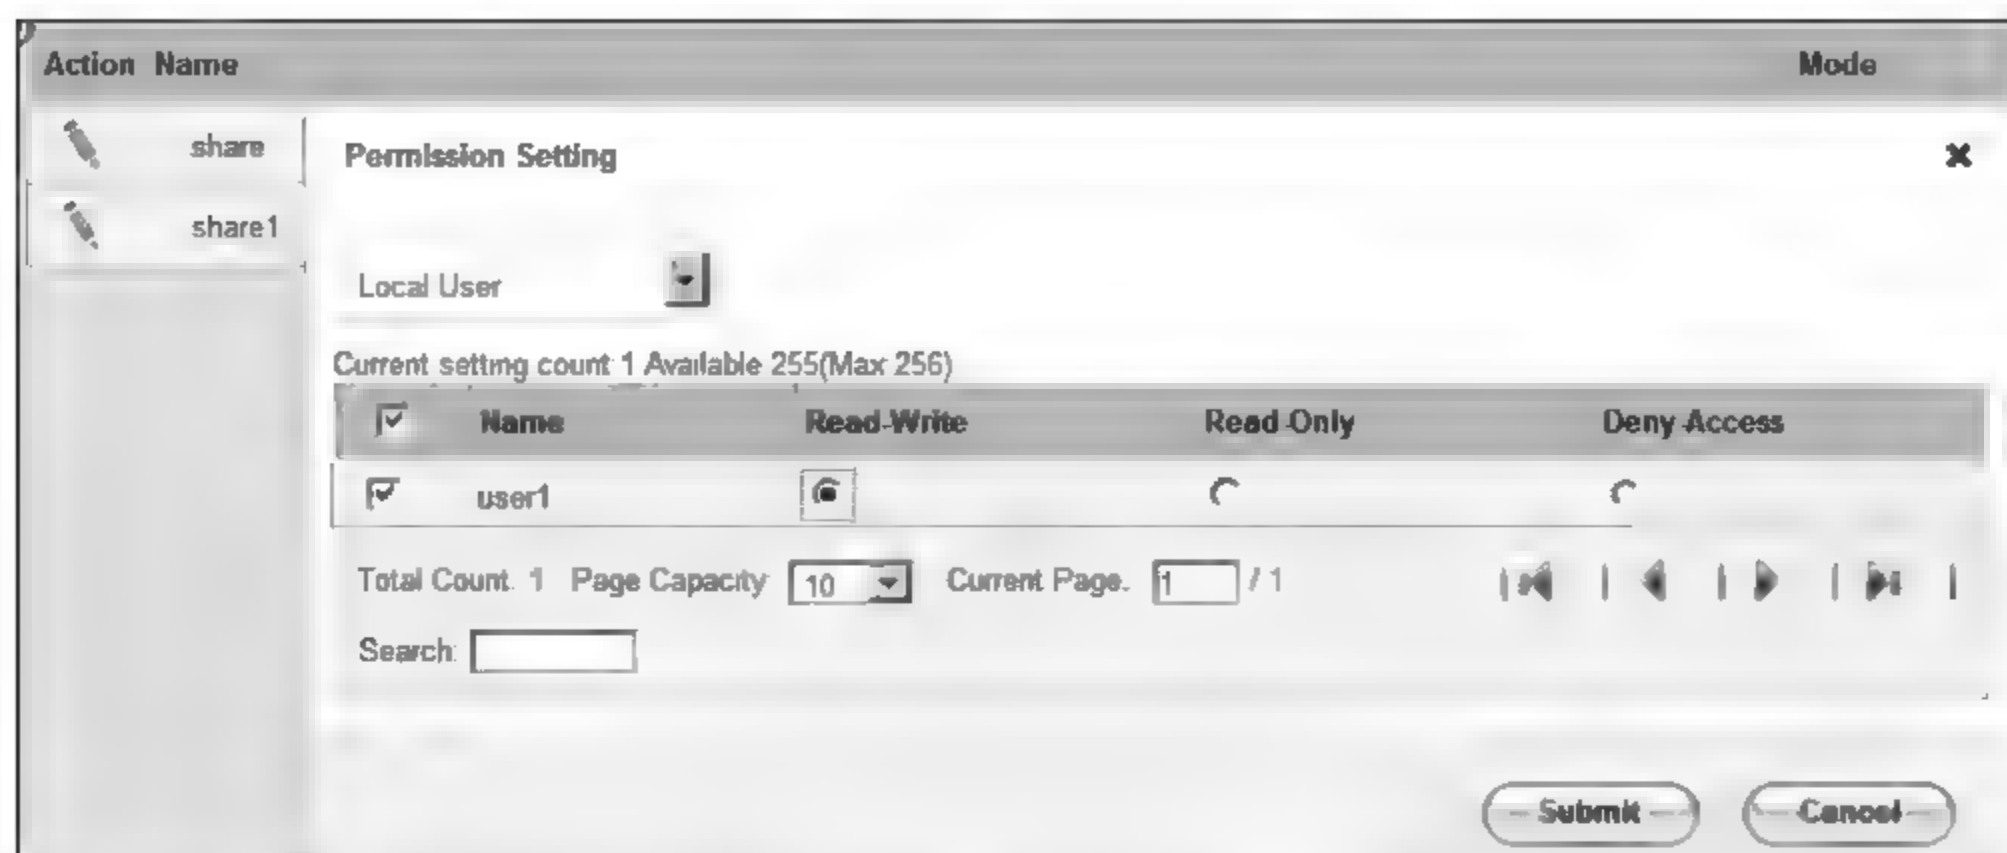 Action Name Mode
share
Permission Setting
share1
Local User
Current setting count: 1 Available 255(Max 256)
Name Read-Write Read-Only Deny-Access
user1
Total Count: 1 Page Capacity 10 Current Page: 1 / 1
Search:
Submit Cancel